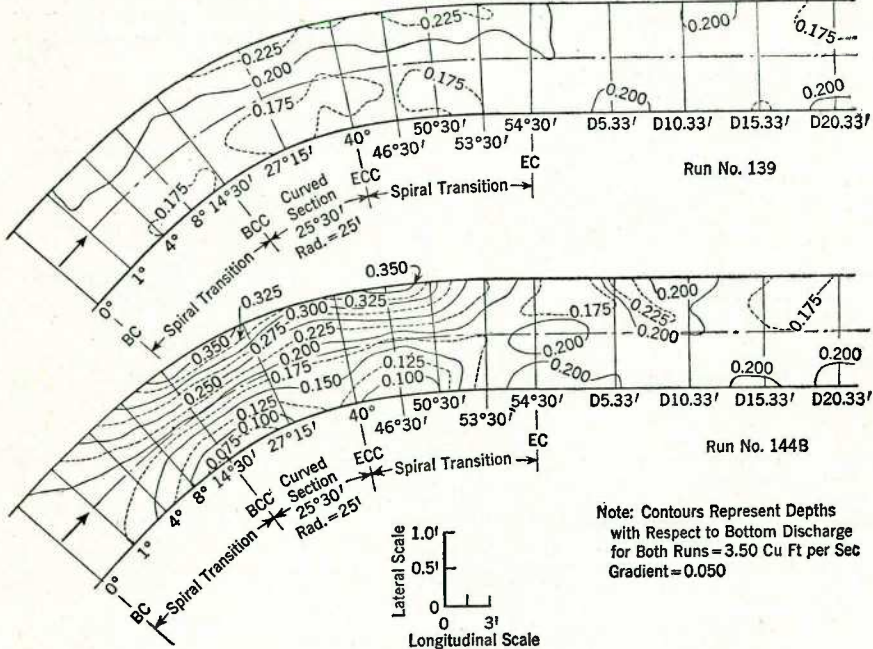 0.225
0.200
0.175
0.175
0.175
0.200
0.175
0.200
0.200
0° 1° 4° 8° 14°30' 27°15' 40° 46°30' 50°30' 53°30' 54°30' D5.33' D10.33' D15.33' D20.33'
BC
Spiral Transition
BCC
Curved
Section
25°30'
Rad.=25'
ECC
Spiral Transition
EC
Run No. 139
0.350
0.325
0.350
0.300
0.325
0.275
0.225
0.200
0.250
0.175
0.150
0.125
0.100
0.075
0.125
0.100
0.175
0.200
0.225
0.200
0.200
0.200
0.175
0.200
0.200
0° 1° 4° 8° 14°30' 27°15' 40° 46°30' 50°30' 53°30' 54°30' D5.33' D10.33' D15.33' D20.33'
BC
Spiral Transition
BCC
Curved
Section
25°30'
Rad.=25'
ECC
Spiral Transition
EC
Run No. 144B
Lateral Scale
1.0'
0.5'
0
0 3'
Longitudinal Scale
Note: Contours Represent Depths
with Respect to Bottom Discharge
for Both Runs=3.50 Cu Ft per Sec
Gradient=0.050